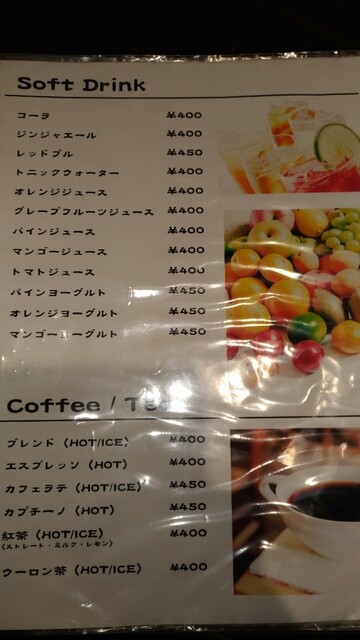 Soft Drink
コーラ ¥400
ジンジャエール ¥400
レッドブル ¥450
トニックウォーター ¥400
オレンジジュース ¥400
グレープフルーツジュース ¥400
パインジュース ¥400
マンゴージュース ¥400
トマトジュース ¥400
パインヨーグルト ¥450
オレンジヨーグルト ¥450
マンゴーヨーグルト ¥450
Coffee / Tea
ブレンド（HOT/ICE） ¥400
エスプレッソ（HOT） ¥400
カフェラテ（HOT/ICE） ¥450
カプチーノ（HOT） ¥450
紅茶（HOT/ICE） ¥400
（ストレート・ミルク・レモン）
ウーロン茶（HOT/ICE） ¥400